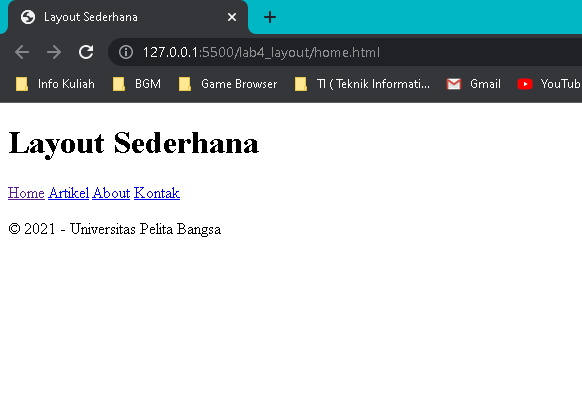 Layout Sederhana
127.0.0.1:5500/lab4_layout/home.html
Info Kuliah BGM Game Browser TI ( Teknik Informati... Gmail YouTub
Layout Sederhana
Home Artikel About Kontak
© 2021 - Universitas Pelita Bangsa